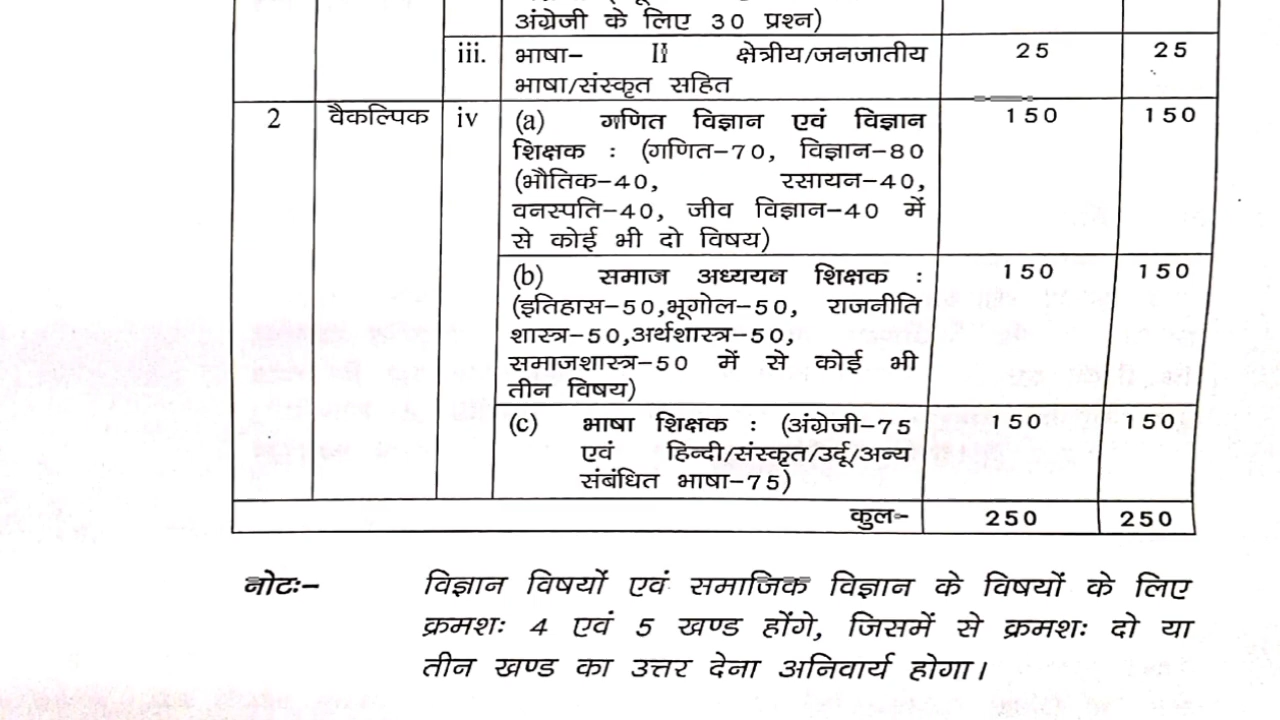 अंग्रेजी के लिए 30 प्रश्न)
iii. भाषा– II क्षेत्रीय/जनजातीय 25 25
भाषा/संस्कृत सहित
2 वैकल्पिक iv (a) गणित विज्ञान एवं विज्ञान 150 150
शिक्षक : (गणित–70, विज्ञान–80
(भौतिक–40, रसायन–40,
वनस्पति–40, जीव विज्ञान–40 में
से कोई भी दो विषय)
(b) समाज अध्ययन शिक्षक : 150 150
(इतिहास–50,भूगोल–50, राजनीति
शास्त्र–50,अर्थशास्त्र–50,
समाजशास्त्र–50 में से कोई भी
तीन विषय)
(c) भाषा शिक्षक : (अंग्रेजी–75 150 150
एवं हिन्दी/संस्कृत/उर्दू/अन्य
संबंधित भाषा–75)
कुल– 250 250
नोटः– विज्ञान विषयों एवं समाजिक विज्ञान के विषयों के लिए
क्रमशः 4 एवं 5 खण्ड होंगे, जिसमें से क्रमशः दो या
तीन खण्ड का उत्तर देना अनिवार्य होगा।